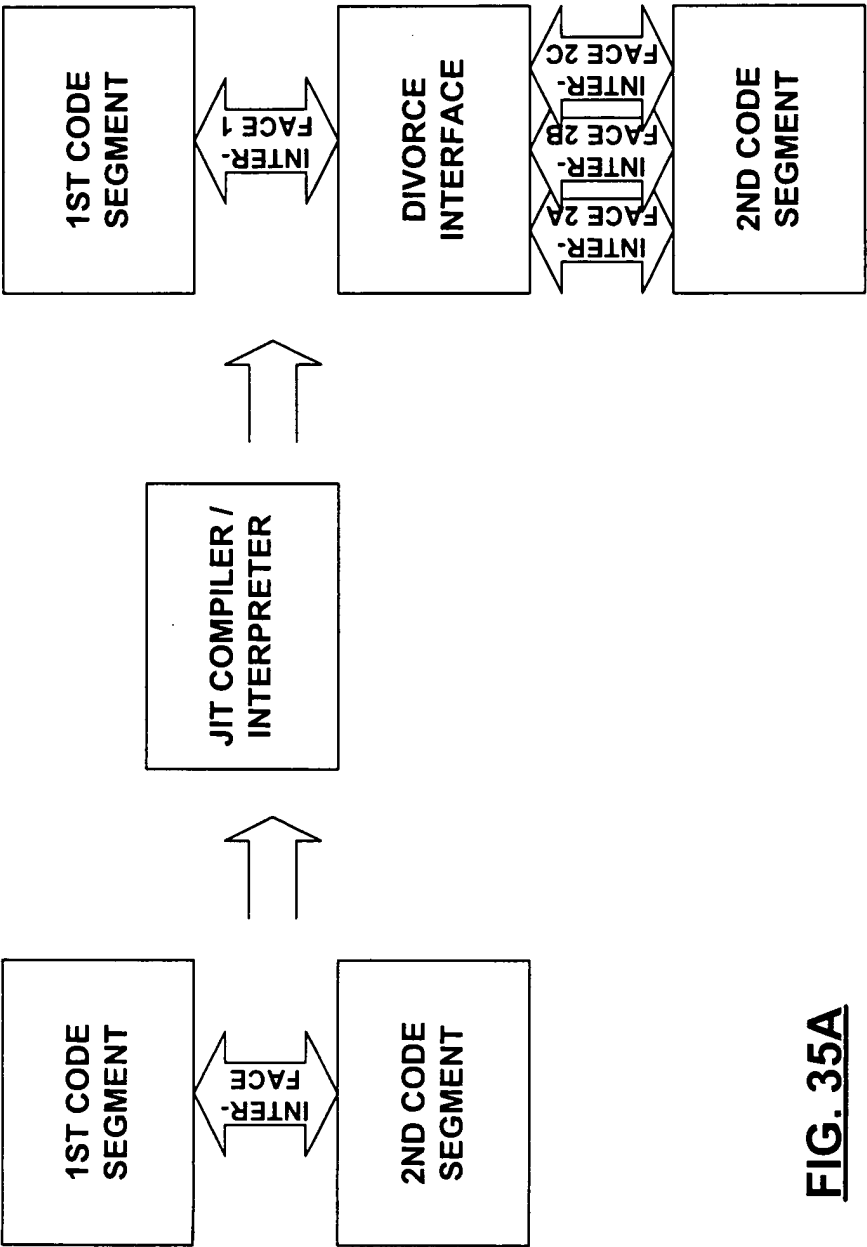 1ST CODE
SEGMENT
INTER-
FACE
2ND CODE
SEGMENT
JIT COMPILER /
INTERPRETER
1ST CODE
SEGMENT
INTER-
FACE 1
DIVORCE
INTERFACE
INTER-
FACE 2A
INTER-
FACE 2B
INTER-
FACE 2C
2ND CODE
SEGMENT
FIG. 35A